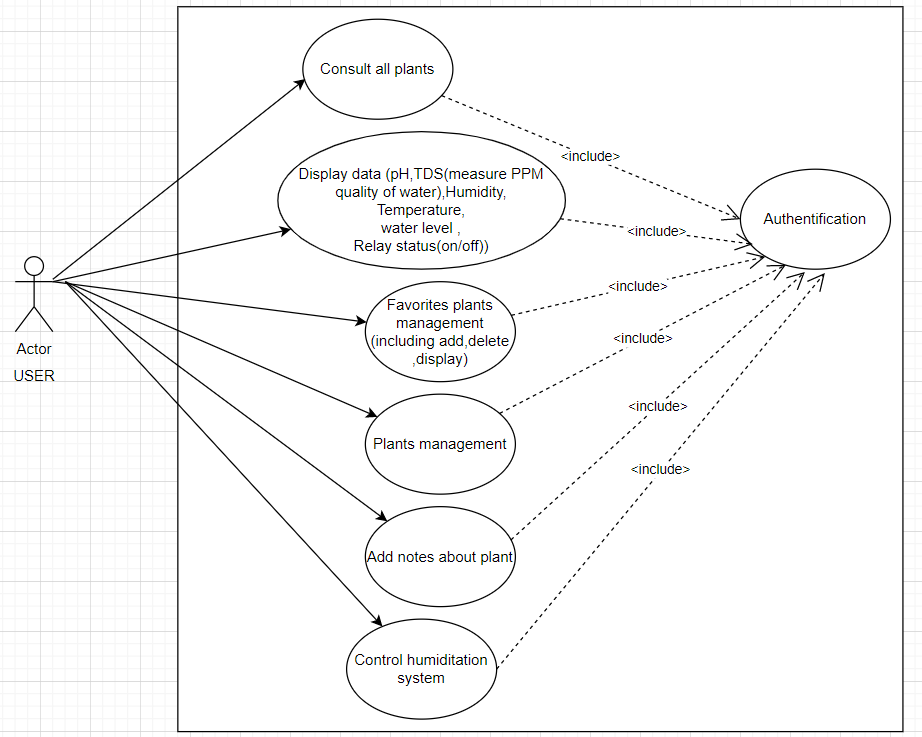 Consult all plants
<include>
Display data (pH,TDS(measure PPM
quality of water),Humidity,
Temperature,
water level ,
Relay status(on/off))
Authentification
<include>
<include>
Favorites plants
management
(including add,delete
,display)
<include>
Actor
USER
Plants management
<include>
<include>
Add notes about plant
Control humiditation
system